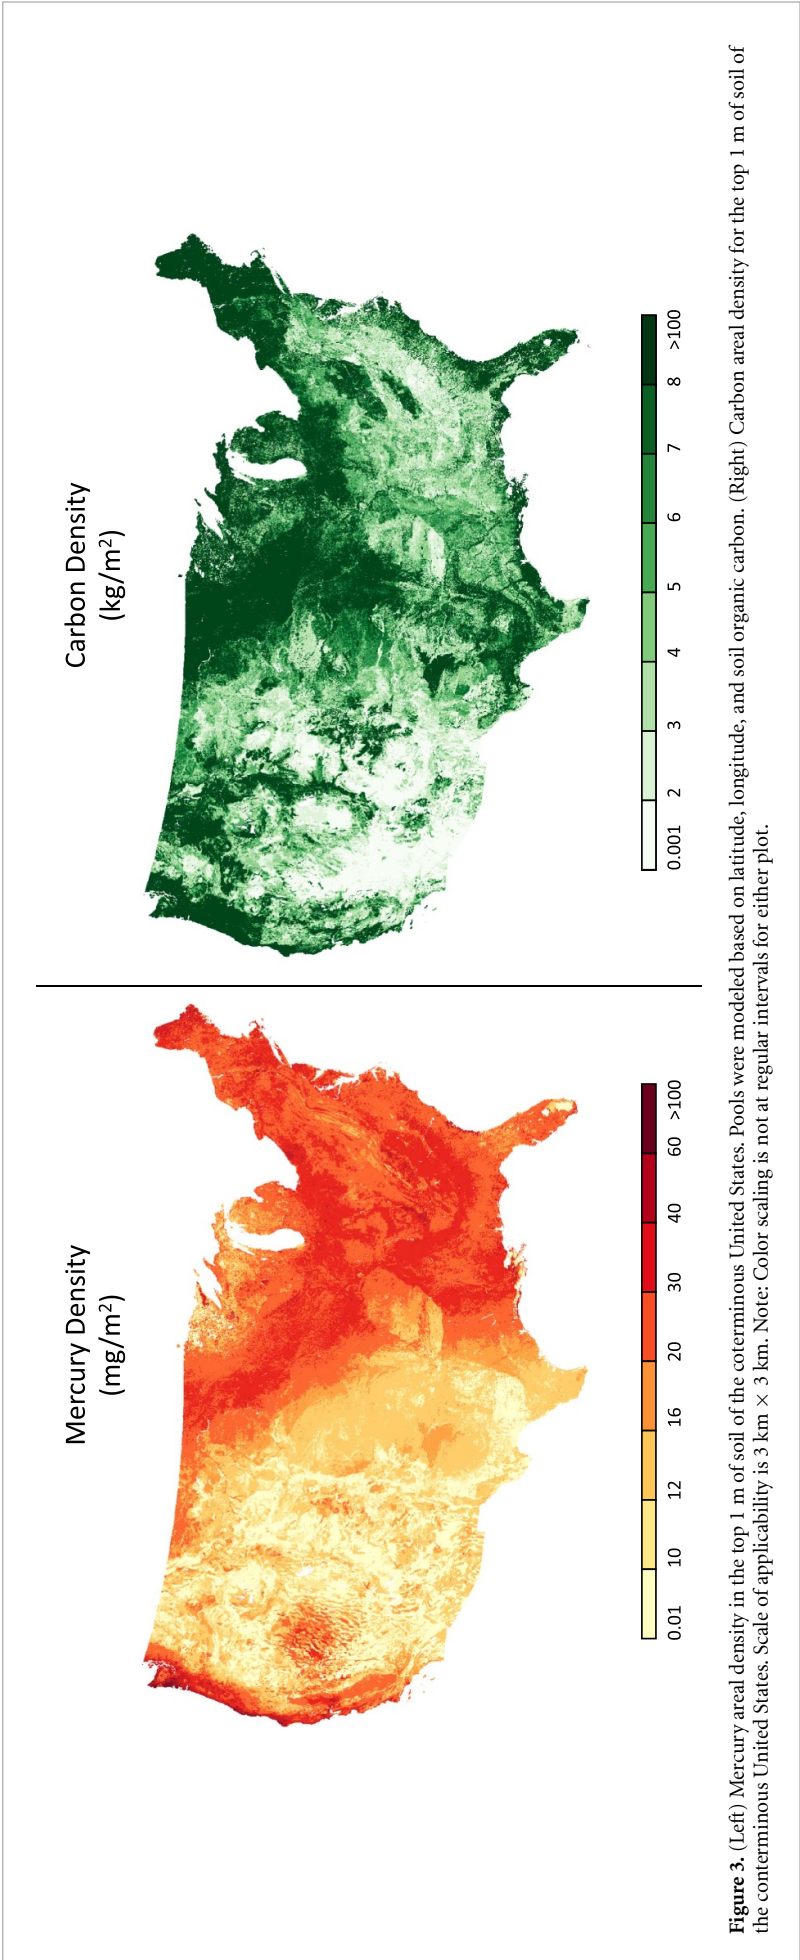 Mercury Density
(mg/m²)
0.01 10 12 16 20 30 40 60 >100
Carbon Density
(kg/m²)
0.001 2 3 4 5 6 7 8 >100
Figure 3. (Left) Mercury areal density in the top 1 m of soil of the coterminous United States. Pools were modeled based on latitude, longitude, and soil organic carbon. (Right) Carbon areal density for the top 1 m of soil of
the conterminous United States. Scale of applicability is 3 km × 3 km. Note: Color scaling is not at regular intervals for either plot.